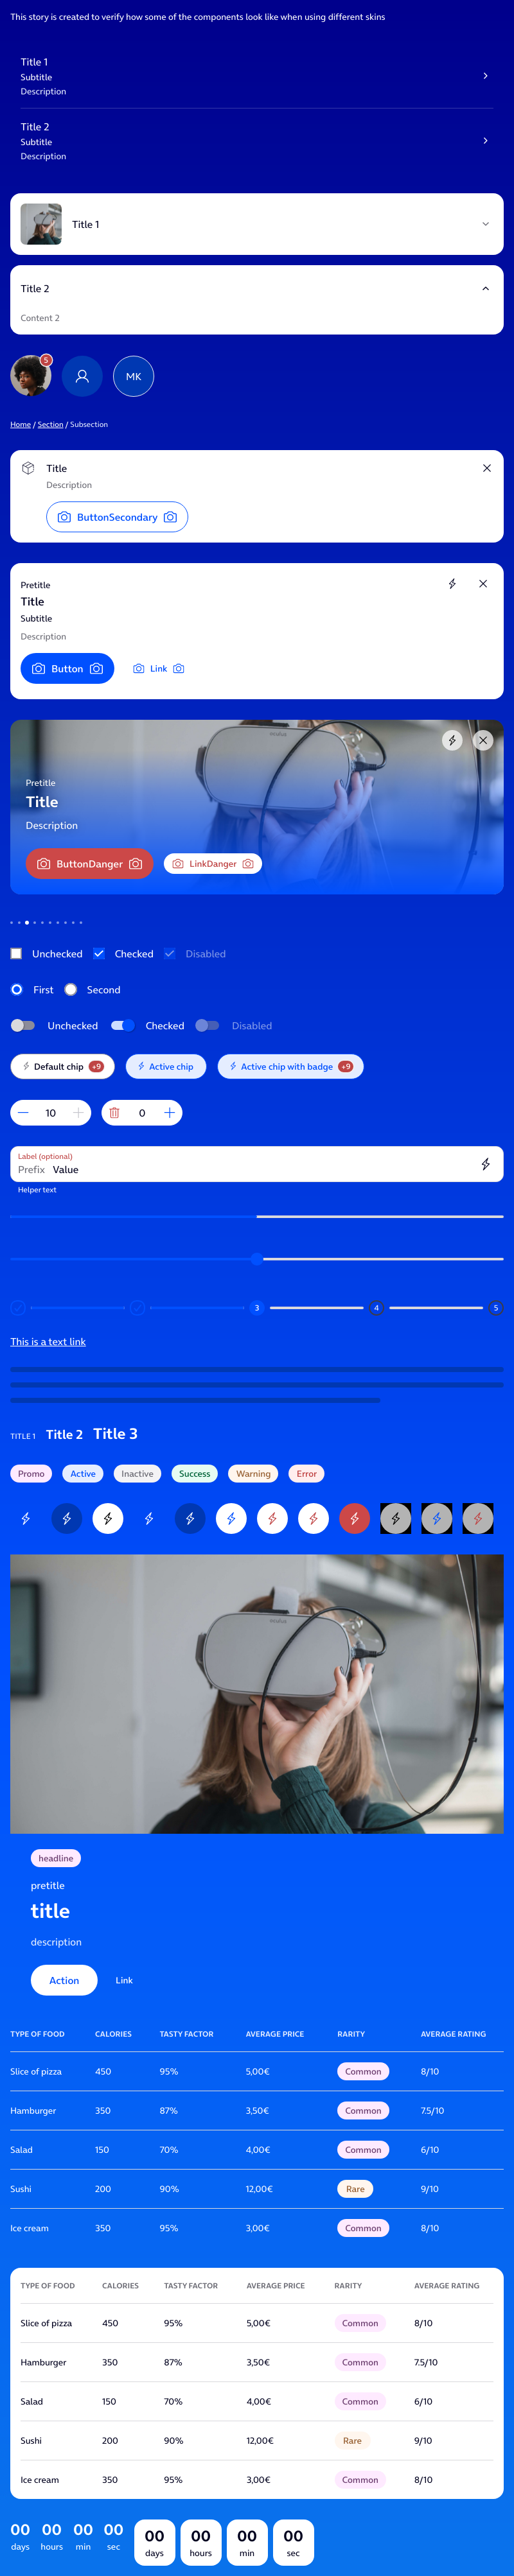 This story is created to verify how some of the components look like when using different skins
Title 1
Subtitle
Description
Title 2
Subtitle
Description
Title 1
Title 2
Content 2
5
MK
Home / Section / Subsection
Title
Description
ButtonSecondary
Pretitle
Title
Subtitle
Description
Button Link
oculus
Pretitle
Title
Description
ButtonDanger LinkDanger
Unchecked Checked Disabled
First Second
Unchecked Checked Disabled
Default chip +9 Active chip Active chip with badge +9
10 0
Label (optional)
Prefix Value
Helper text
3 4 5
This is a text link
TITLE 1 Title 2 Title 3
Promo Active Inactive Success Warning Error
oculus
headline
pretitle
title
description
Action Link
TYPE OF FOOD CALORIES TASTY FACTOR AVERAGE PRICE RARITY AVERAGE RATING
Slice of pizza 450 95% 5,00€ Common 8/10
Hamburger 350 87% 3,50€ Common 7.5/10
Salad 150 70% 4,00€ Common 6/10
Sushi 200 90% 12,00€ Rare 9/10
Ice cream 350 95% 3,00€ Common 8/10
TYPE OF FOOD CALORIES TASTY FACTOR AVERAGE PRICE RARITY AVERAGE RATING
Slice of pizza 450 95% 5,00€ Common 8/10
Hamburger 350 87% 3,50€ Common 7.5/10
Salad 150 70% 4,00€ Common 6/10
Sushi 200 90% 12,00€ Rare 9/10
Ice cream 350 95% 3,00€ Common 8/10
00 00 00 00 00 00 00 00
days hours min sec days hours min sec